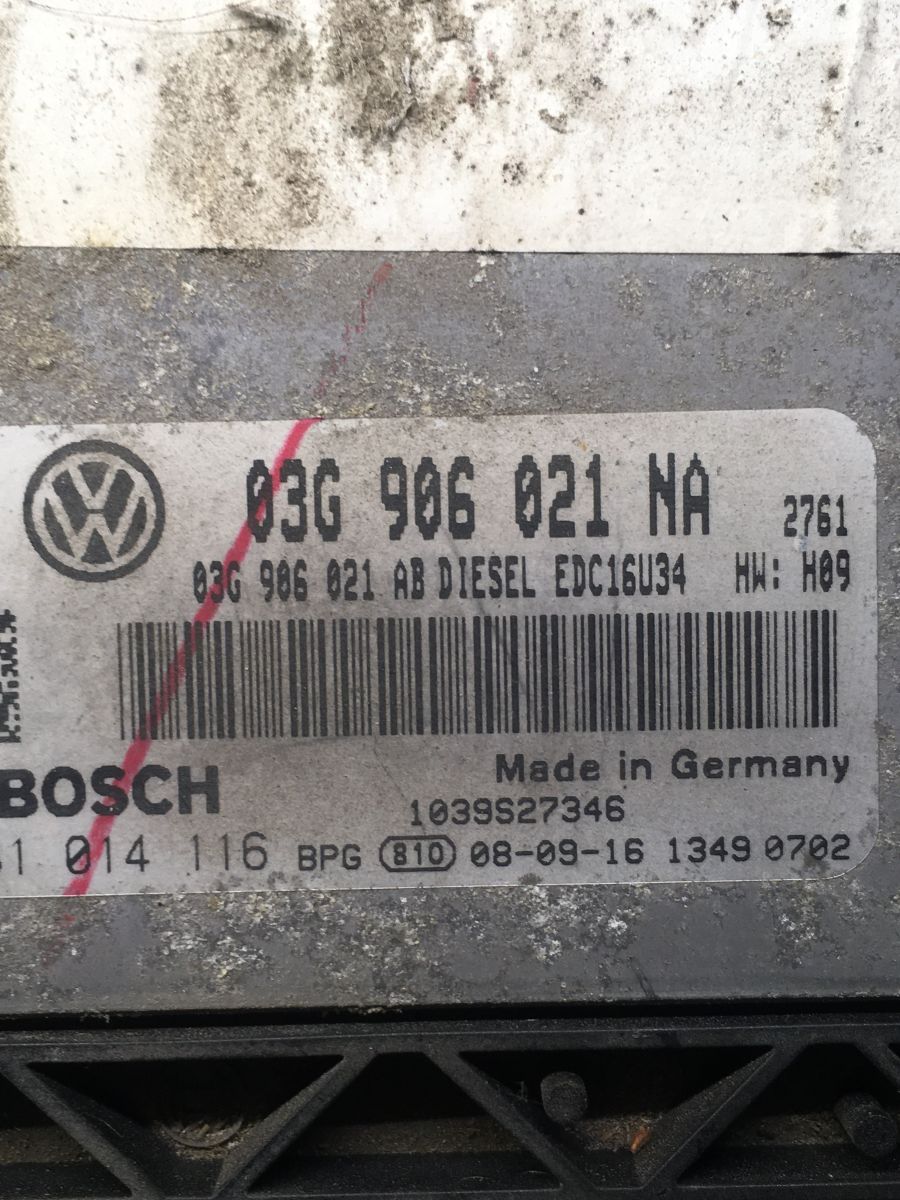 03G 906 021 NA 2761
03G 906 021 AB DIESEL EDC16U34 HW: H09
BOSCH Made in Germany
1039S27346
014 116 BPG 810 08-09-16 1349 0702